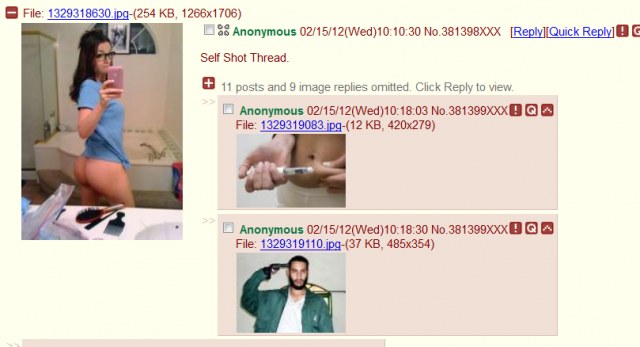 File: 1329318630.jpg-(254 KB, 1266x1706)
Anonymous 02/15/12(Wed)10:10:30 No.381398XXX [Reply][Quick Reply] ! Q
Self Shot Thread.
11 posts and 9 image replies omitted. Click Reply to view.
>> Anonymous 02/15/12(Wed)10:18:03 No.381399XXX ! Q
File: 1329319083.jpg-(12 KB, 420x279)
>> Anonymous 02/15/12(Wed)10:18:30 No.381399XXX ! Q
File: 1329319110.jpg-(37 KB, 485x354)
>>